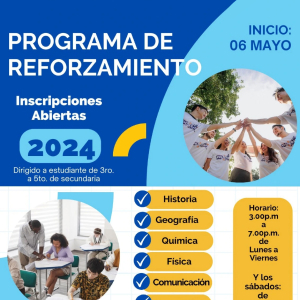 PROGRAMA DE
REFORZAMIENTO
INICIO:
06 MAYO
Inscripciones
Abiertas
2024
Dirigido a estudiante de 3ro.
a 5to. de secundaria
Historia
Geografía
Química
Física
Comunicación
Horario:
3.00p.m
a
7.00p.m.
de
Lunes a
Viernes
Y los
sábados:
de